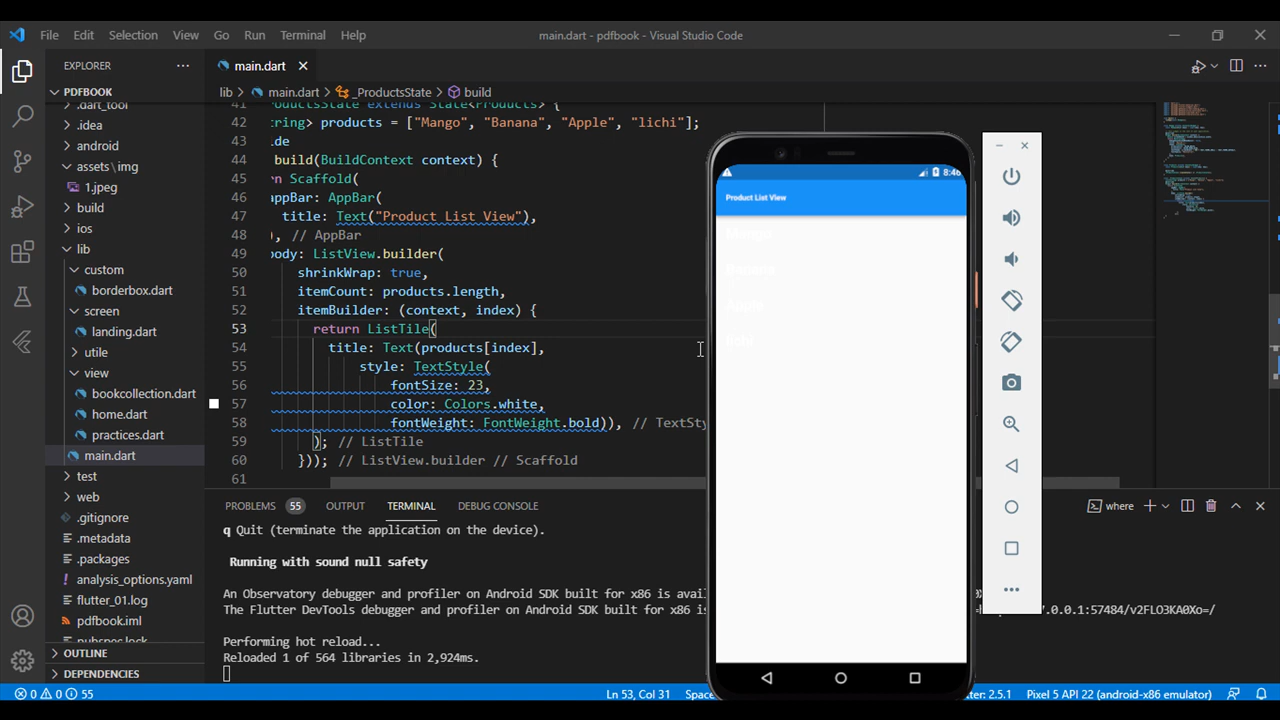 File Edit Selection View Go Run Terminal Help
main.dart - pdfbook - Visual Studio Code
EXPLORER
main.dart
PDFBOOK
lib > main.dart > _ProductsState > build
.dart_tool
.idea
android
assets\img
1.jpeg
build
ios
lib
custom
borderbox.dart
screen
landing.dart
utile
view
bookcollection.dart
home.dart
practices.dart
main.dart
test
web
.gitignore
.metadata
.packages
analysis_options.yaml
flutter_01.log
pdfbook.iml
pubspec.lock
OUTLINE
DEPENDENCIES
41 oductsState extends State<Products> {
42 ring> products = ["Mango", "Banana", "Apple", "lichi"];
43 ide
44 build(BuildContext context) {
45 n Scaffold(
46 appBar: AppBar(
47 title: Text("Product List View"),
48 ), // AppBar
49 body: ListView.builder(
50 shrinkWrap: true,
51 itemCount: products.length,
52 itemBuilder: (context, index) {
53 return ListTile(
54 title: Text(products[index],
55 style: TextStyle(
56 fontSize: 23,
57 color: Colors.white,
58 fontWeight: FontWeight.bold)), // TextSty
59 ); // ListTile
60 })); // ListView.builder // Scaffold
61
PROBLEMS 55 OUTPUT TERMINAL DEBUG CONSOLE
where
q Quit (terminate the application on the device).
Running with sound null safety
An Observatory debugger and profiler on Android SDK built for x86 is avai
The Flutter DevTools debugger and profiler on Android SDK built for x86 is
7.0.0.1:57484/v2FLO3KA0Xo=/
Performing hot reload...
Reloaded 1 of 564 libraries in 2,924ms.
8:46
Product List View
Mango
Banana
Apple
lichi
0 0 55
Ln 53, Col 31
Space
tter: 2.5.1
Pixel 5 API 22 (android-x86 emulator)